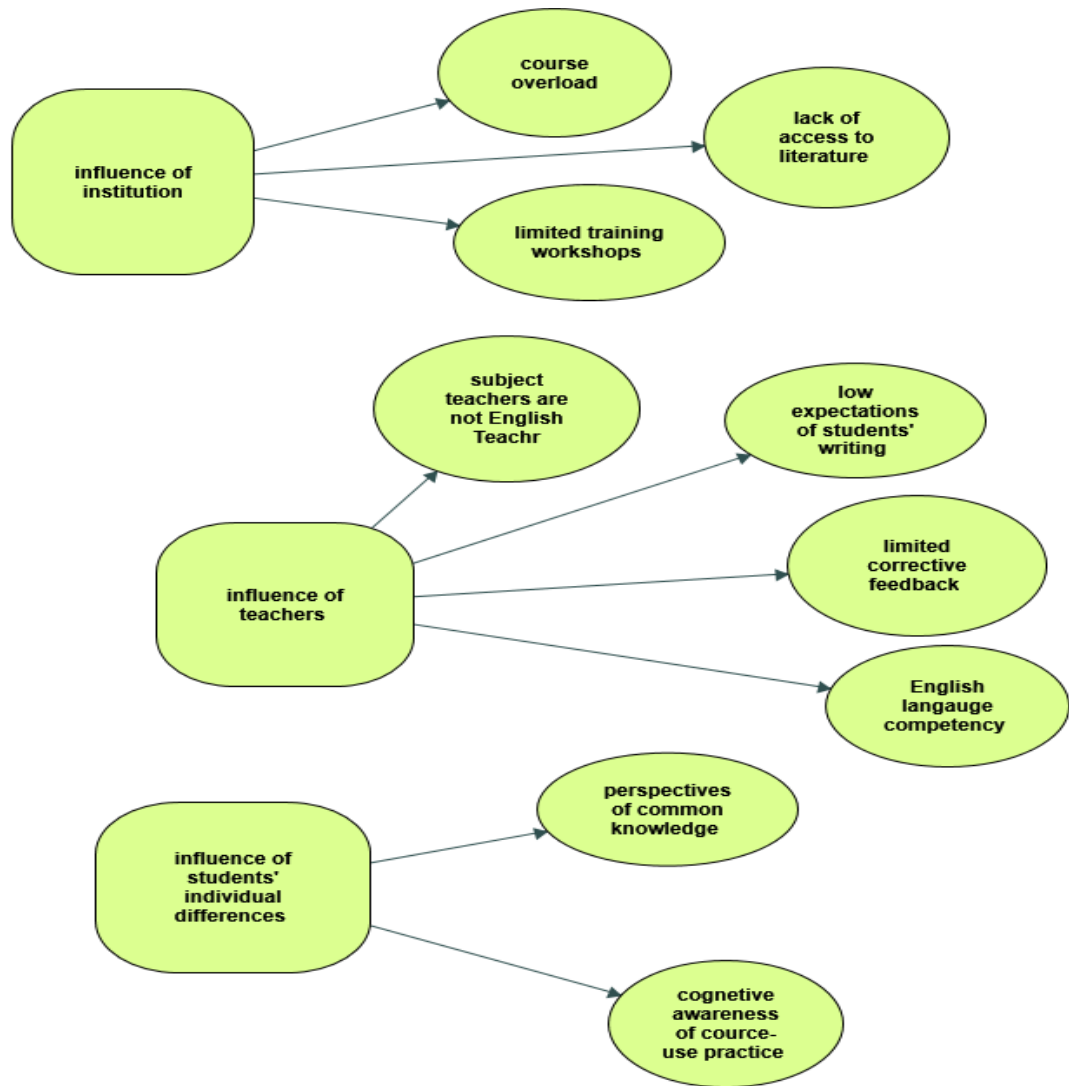 course
overload
lack of
access to
literature
influence of
institution
limited training
workshops
subject
teachers are
not English
Teachr
low
expectations
of students'
writing
limited
corrective
feedback
influence of
teachers
English
langauge
competency
perspectives
of common
knowledge
influence of
students'
individual
differences
cognetive
awareness
of cource-
use practice